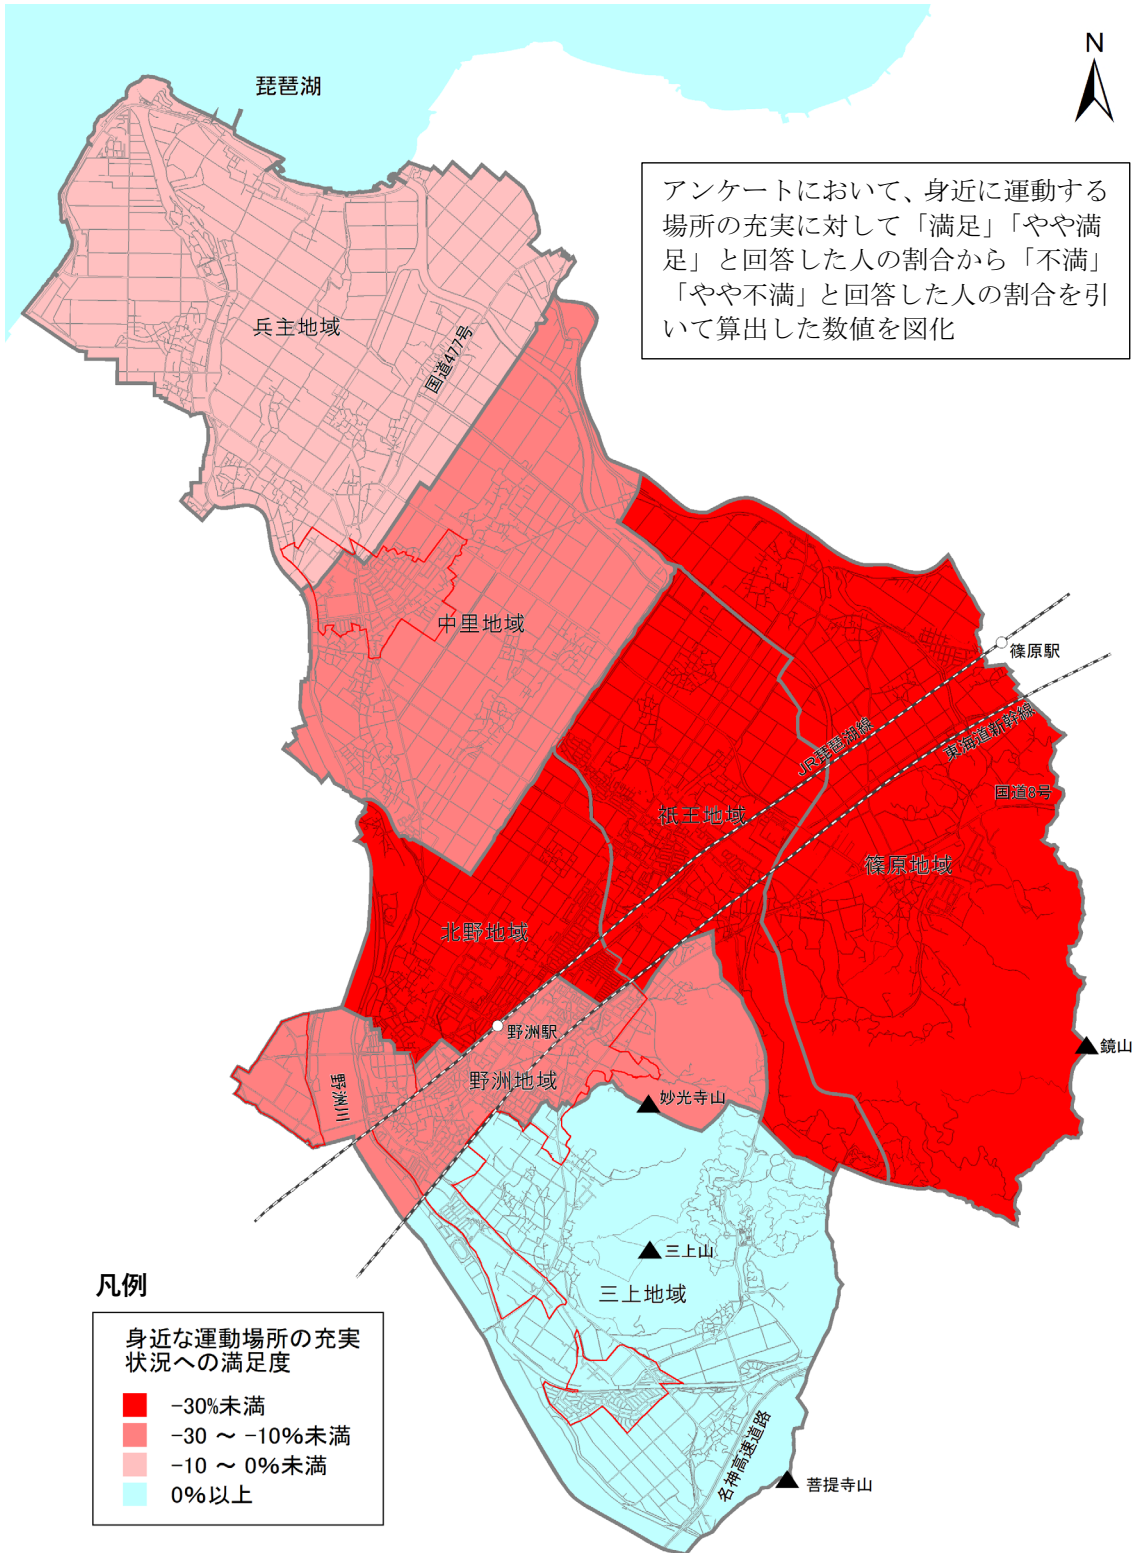 N
琵琶湖
アンケートにおいて、身近に運動する
場所の充実に対して「満足」「やや満
足」と回答した人の割合から「不満」
「やや不満」と回答した人の割合を引
いて算出した数値を図化
兵主地域
国道477号
中里地域
篠原駅
JR琵琶湖線
東海道新幹線
国道8号
祇王地域
篠原地域
北野地域
野洲駅
鏡山
野洲地域
野洲川
妙光寺山
三上山
三上地域
名神高速道路
菩提寺山
凡例
身近な運動場所の充実
状況への満足度
-30%未満
-30 ～ -10%未満
-10 ～ 0%未満
0%以上